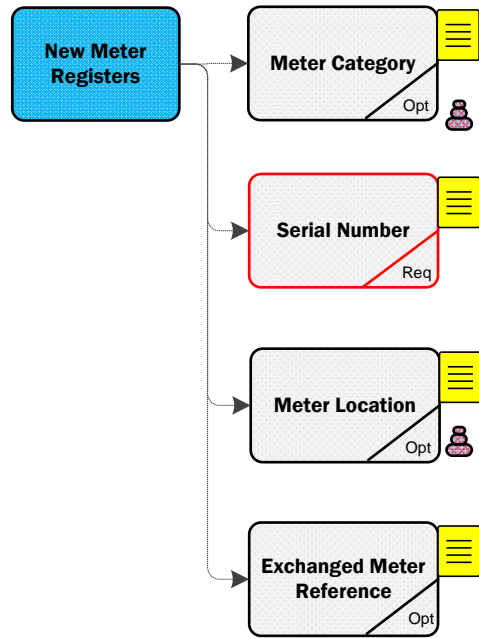 New Meter
Registers
Meter Category
Opt
Serial Number
Req
Meter Location
Opt
Exchanged Meter
Reference
Opt